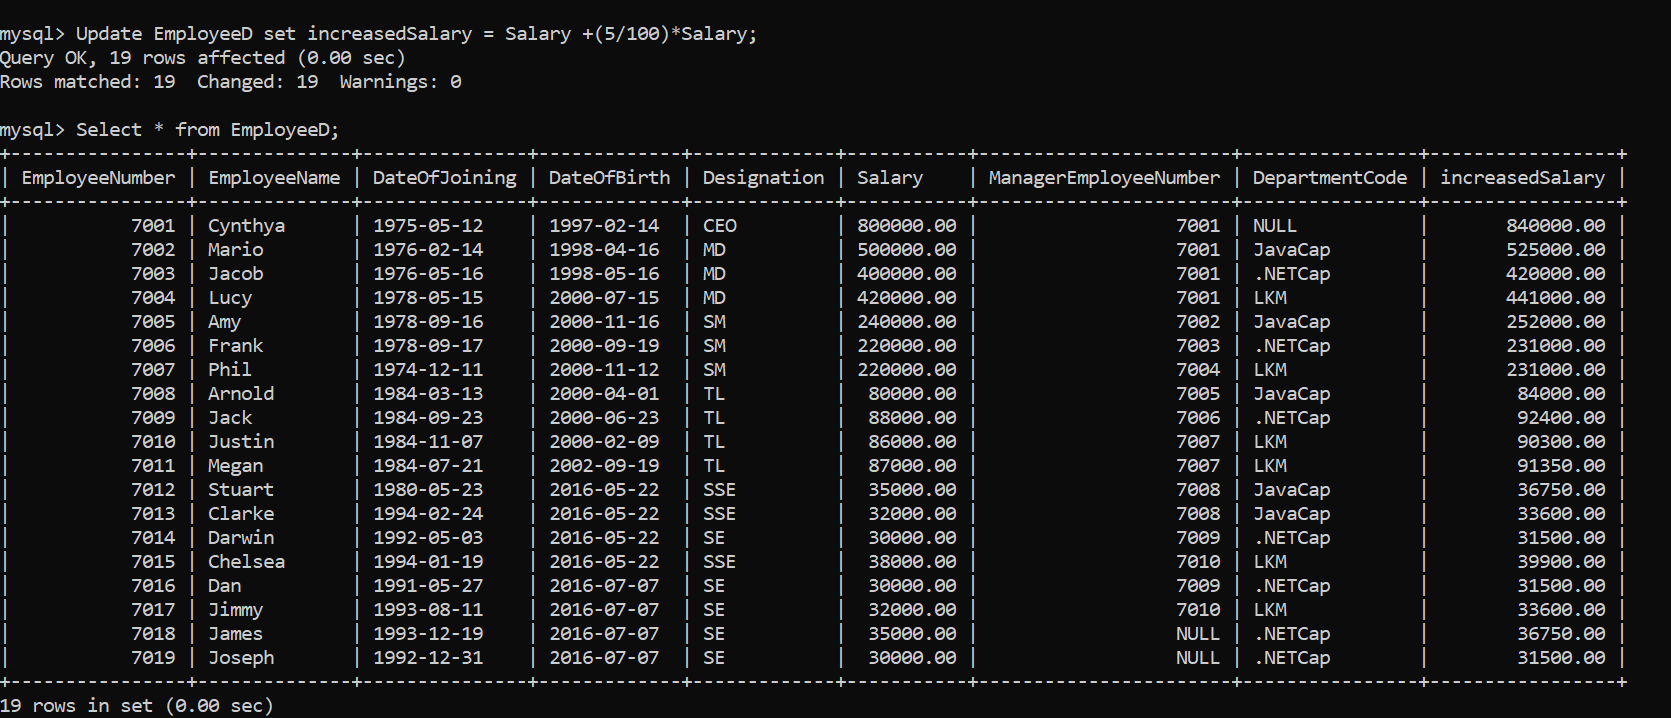 mysql> Update EmployeeD set increasedSalary = Salary +(5/100)*Salary;
Query OK, 19 rows affected (0.00 sec)
Rows matched: 19  Changed: 19  Warnings: 0
mysql> Select * from EmployeeD;
+----------------+--------------+---------------+-------------+-------------+-----------+-----------------------+----------------+-----------------+
| EmployeeNumber | EmployeeName | DateOfJoining | DateOfBirth | Designation | Salary    | ManagerEmployeeNumber | DepartmentCode | increasedSalary |
+----------------+--------------+---------------+-------------+-------------+-----------+-----------------------+----------------+-----------------+
|           7001 | Cynthya      | 1975-05-12    | 1997-02-14  | CEO         | 800000.00 |                  7001 | NULL           |       840000.00 |
|           7002 | Mario        | 1976-02-14    | 1998-04-16  | MD          | 500000.00 |                  7001 | JavaCap        |       525000.00 |
|           7003 | Jacob        | 1976-05-16    | 1998-05-16  | MD          | 400000.00 |                  7001 | .NETCap        |       420000.00 |
|           7004 | Lucy         | 1978-05-15    | 2000-07-15  | MD          | 420000.00 |                  7001 | LKM            |       441000.00 |
|           7005 | Amy          | 1978-09-16    | 2000-11-16  | SM          | 240000.00 |                  7002 | JavaCap        |       252000.00 |
|           7006 | Frank        | 1978-09-17    | 2000-09-19  | SM          | 220000.00 |                  7003 | .NETCap        |       231000.00 |
|           7007 | Phil         | 1974-12-11    | 2000-11-12  | SM          | 220000.00 |                  7004 | LKM            |       231000.00 |
|           7008 | Arnold       | 1984-03-13    | 2000-04-01  | TL          |  80000.00 |                  7005 | JavaCap        |        84000.00 |
|           7009 | Jack         | 1984-09-23    | 2000-06-23  | TL          |  88000.00 |                  7006 | .NETCap        |        92400.00 |
|           7010 | Justin       | 1984-11-07    | 2000-02-09  | TL          |  86000.00 |                  7007 | LKM            |        90300.00 |
|           7011 | Megan        | 1984-07-21    | 2002-09-19  | TL          |  87000.00 |                  7007 | LKM            |        91350.00 |
|           7012 | Stuart       | 1980-05-23    | 2016-05-22  | SSE         |  35000.00 |                  7008 | JavaCap        |        36750.00 |
|           7013 | Clarke       | 1994-02-24    | 2016-05-22  | SSE         |  32000.00 |                  7008 | JavaCap        |        33600.00 |
|           7014 | Darwin       | 1992-05-03    | 2016-05-22  | SE          |  30000.00 |                  7009 | .NETCap        |        31500.00 |
|           7015 | Chelsea      | 1994-01-19    | 2016-05-22  | SSE         |  38000.00 |                  7010 | LKM            |        39900.00 |
|           7016 | Dan          | 1991-05-27    | 2016-07-07  | SE          |  30000.00 |                  7009 | .NETCap        |        31500.00 |
|           7017 | Jimmy        | 1993-08-11    | 2016-07-07  | SE          |  32000.00 |                  7010 | LKM            |        33600.00 |
|           7018 | James        | 1993-12-19    | 2016-07-07  | SE          |  35000.00 |                  NULL | .NETCap        |        36750.00 |
|           7019 | Joseph       | 1992-12-31    | 2016-07-07  | SE          |  30000.00 |                  NULL | .NETCap        |        31500.00 |
+----------------+--------------+---------------+-------------+-------------+-----------+-----------------------+----------------+-----------------+
19 rows in set (0.00 sec)